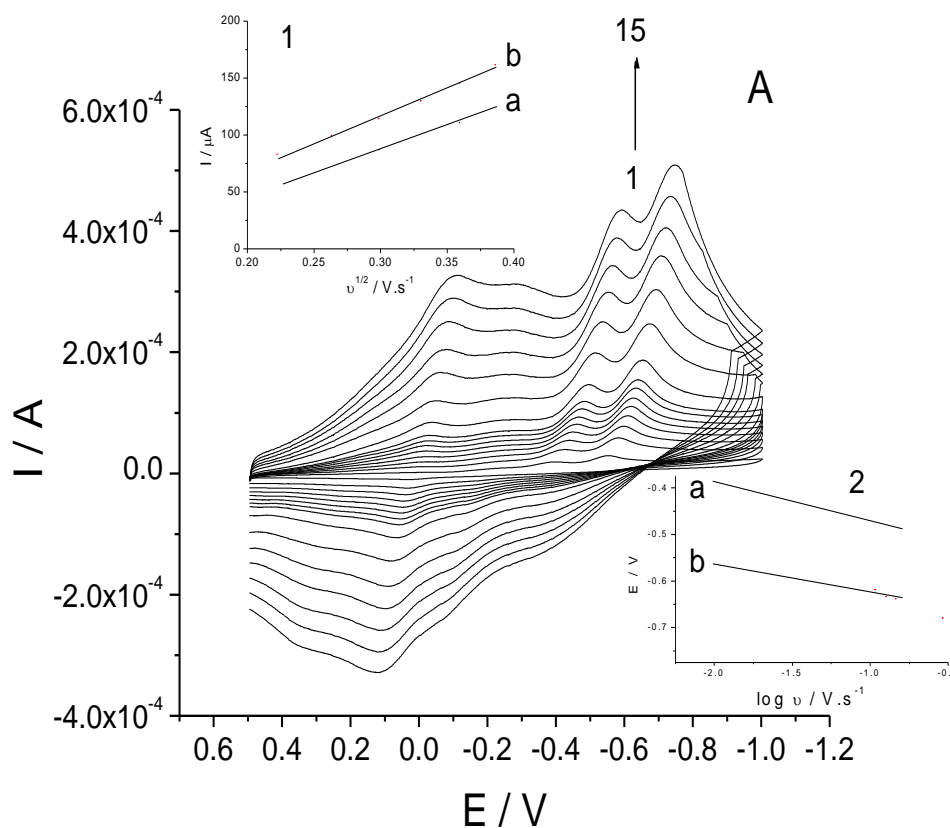 A
15
1
6.0x10⁻⁴
4.0x10⁻⁴
2.0x10⁻⁴
0.0
-2.0x10⁻⁴
-4.0x10⁻⁴
I / A
0.6 0.4 0.2 0.0 -0.2 -0.4 -0.6 -0.8 -1.0 -1.2
E / V
1
b
a
200
150
100
50
0
I / μA
0.20 0.25 0.30 0.35 0.40
υ^1/2 / V.s⁻¹
2
a
b
-0.4
-0.5
-0.6
-0.7
E / V
-2.0 -1.5 -1.0
log υ / V.s⁻¹